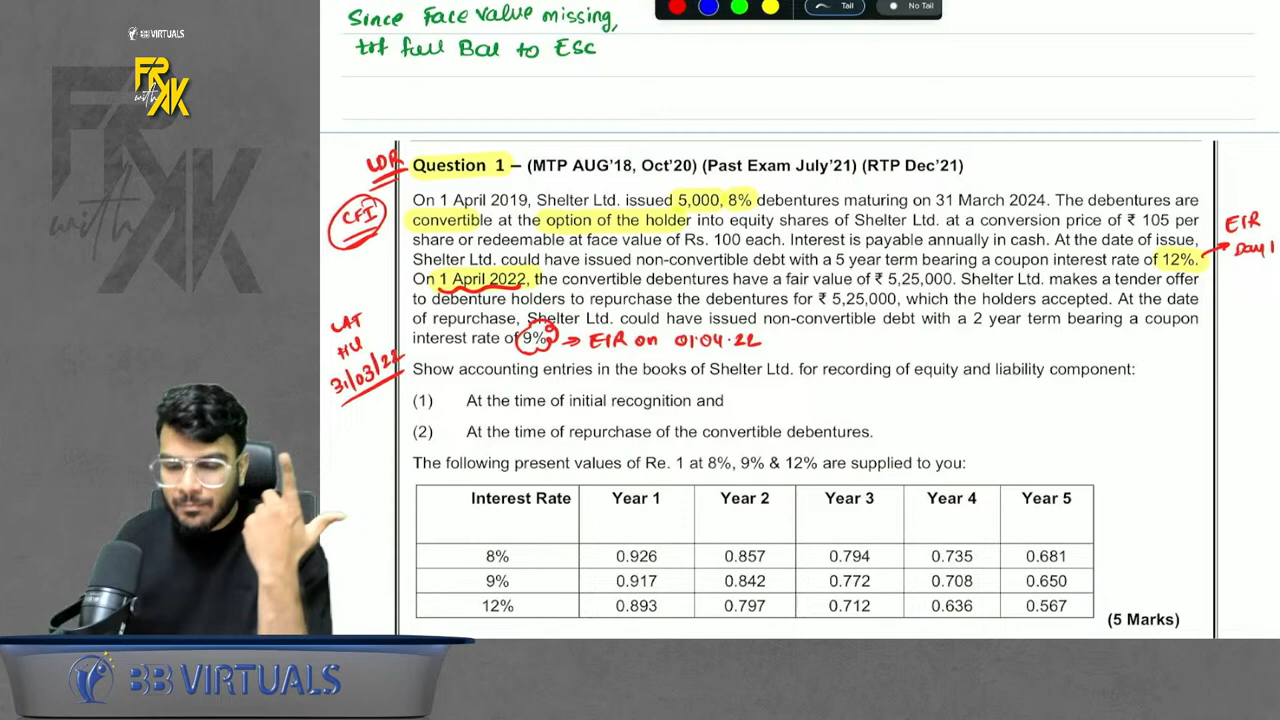 Since Face value missing,
trf full Bal to ESC
Tail
No Tail
BB VIRTUALS
FR
with
AK
LDR
Question 1 – (MTP AUG'18, Oct'20) (Past Exam July'21) (RTP Dec'21)
CFI
On 1 April 2019, Shelter Ltd. issued 5,000, 8% debentures maturing on 31 March 2024. The debentures are
convertible at the option of the holder into equity shares of Shelter Ltd. at a conversion price of ₹ 105 per
share or redeemable at face value of Rs. 100 each. Interest is payable annually in cash. At the date of issue,
Shelter Ltd. could have issued non-convertible debt with a 5 year term bearing a coupon interest rate of 12%.
EIR
Day 1
On 1 April 2022, the convertible debentures have a fair value of ₹ 5,25,000. Shelter Ltd. makes a tender offer
to debenture holders to repurchase the debentures for ₹ 5,25,000, which the holders accepted. At the date
of repurchase, Shelter Ltd. could have issued non-convertible debt with a 2 year term bearing a coupon
interest rate of 9%. → EIR on 01.04.22
31/03/22
Show accounting entries in the books of Shelter Ltd. for recording of equity and liability component:
(1) At the time of initial recognition and
(2) At the time of repurchase of the convertible debentures.
The following present values of Re. 1 at 8%, 9% & 12% are supplied to you:
Interest Rate Year 1 Year 2 Year 3 Year 4 Year 5
8% 0.926 0.857 0.794 0.735 0.681
9% 0.917 0.842 0.772 0.708 0.650
12% 0.893 0.797 0.712 0.636 0.567
(5 Marks)
BB VIRTUALS